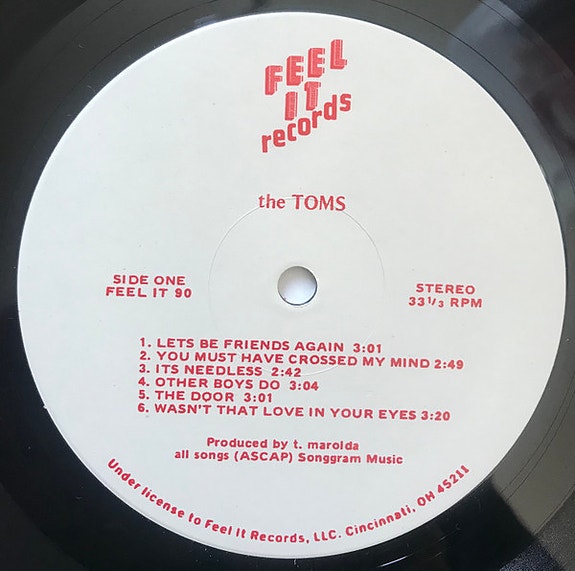 FEEL
IT
records
the TOMS
SIDE ONE
FEEL IT 90
STEREO
33 1/3 RPM
1. LETS BE FRIENDS AGAIN 3:01
2. YOU MUST HAVE CROSSED MY MIND 2:49
3. ITS NEEDLESS 2:42
4. OTHER BOYS DO 3:04
5. THE DOOR 3:01
6. WASN'T THAT LOVE IN YOUR EYES 3:20
Produced by t. marolda
all songs (ASCAP) Songgram Music
Under license to Feel It Records, LLC. Cincinnati, OH 45211